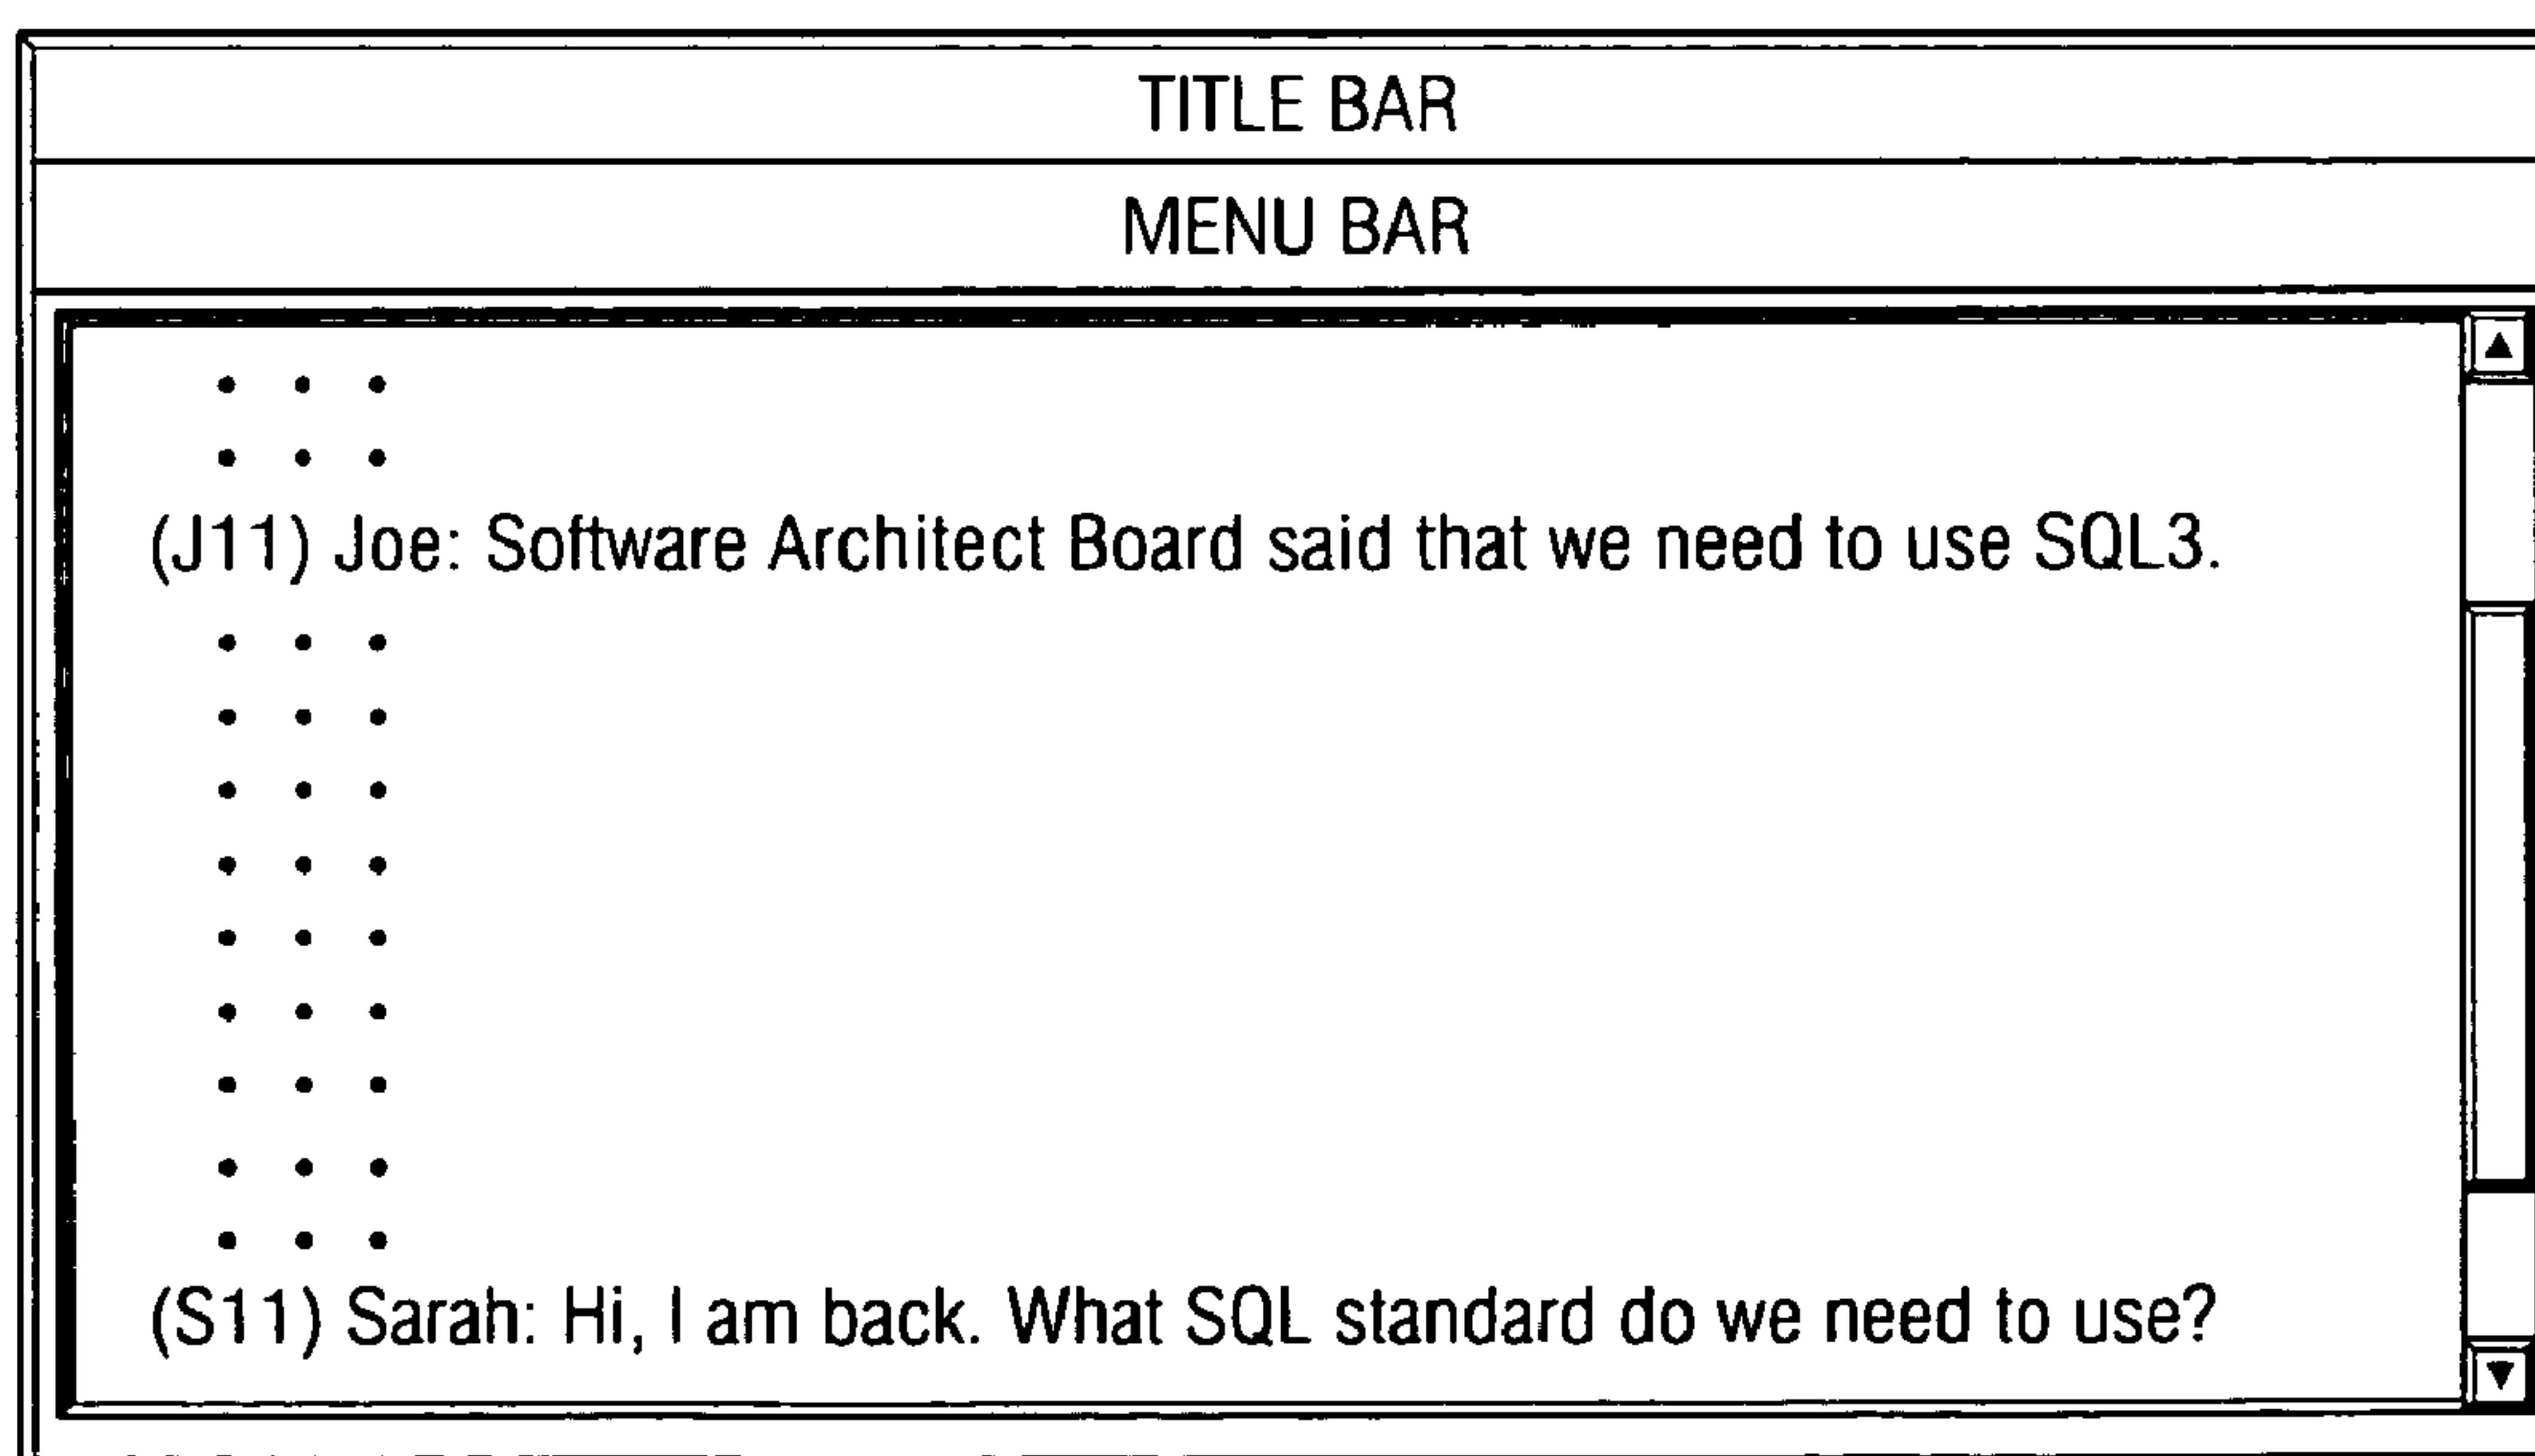 TITLE BAR
MENU BAR
• • •
• • •
(J11) Joe: Software Architect Board said that we need to use SQL3.
• • •
• • •
• • •
• • •
• • •
• • •
• • •
• • •
• • •
(S11) Sarah: Hi, I am back. What SQL standard do we need to use?